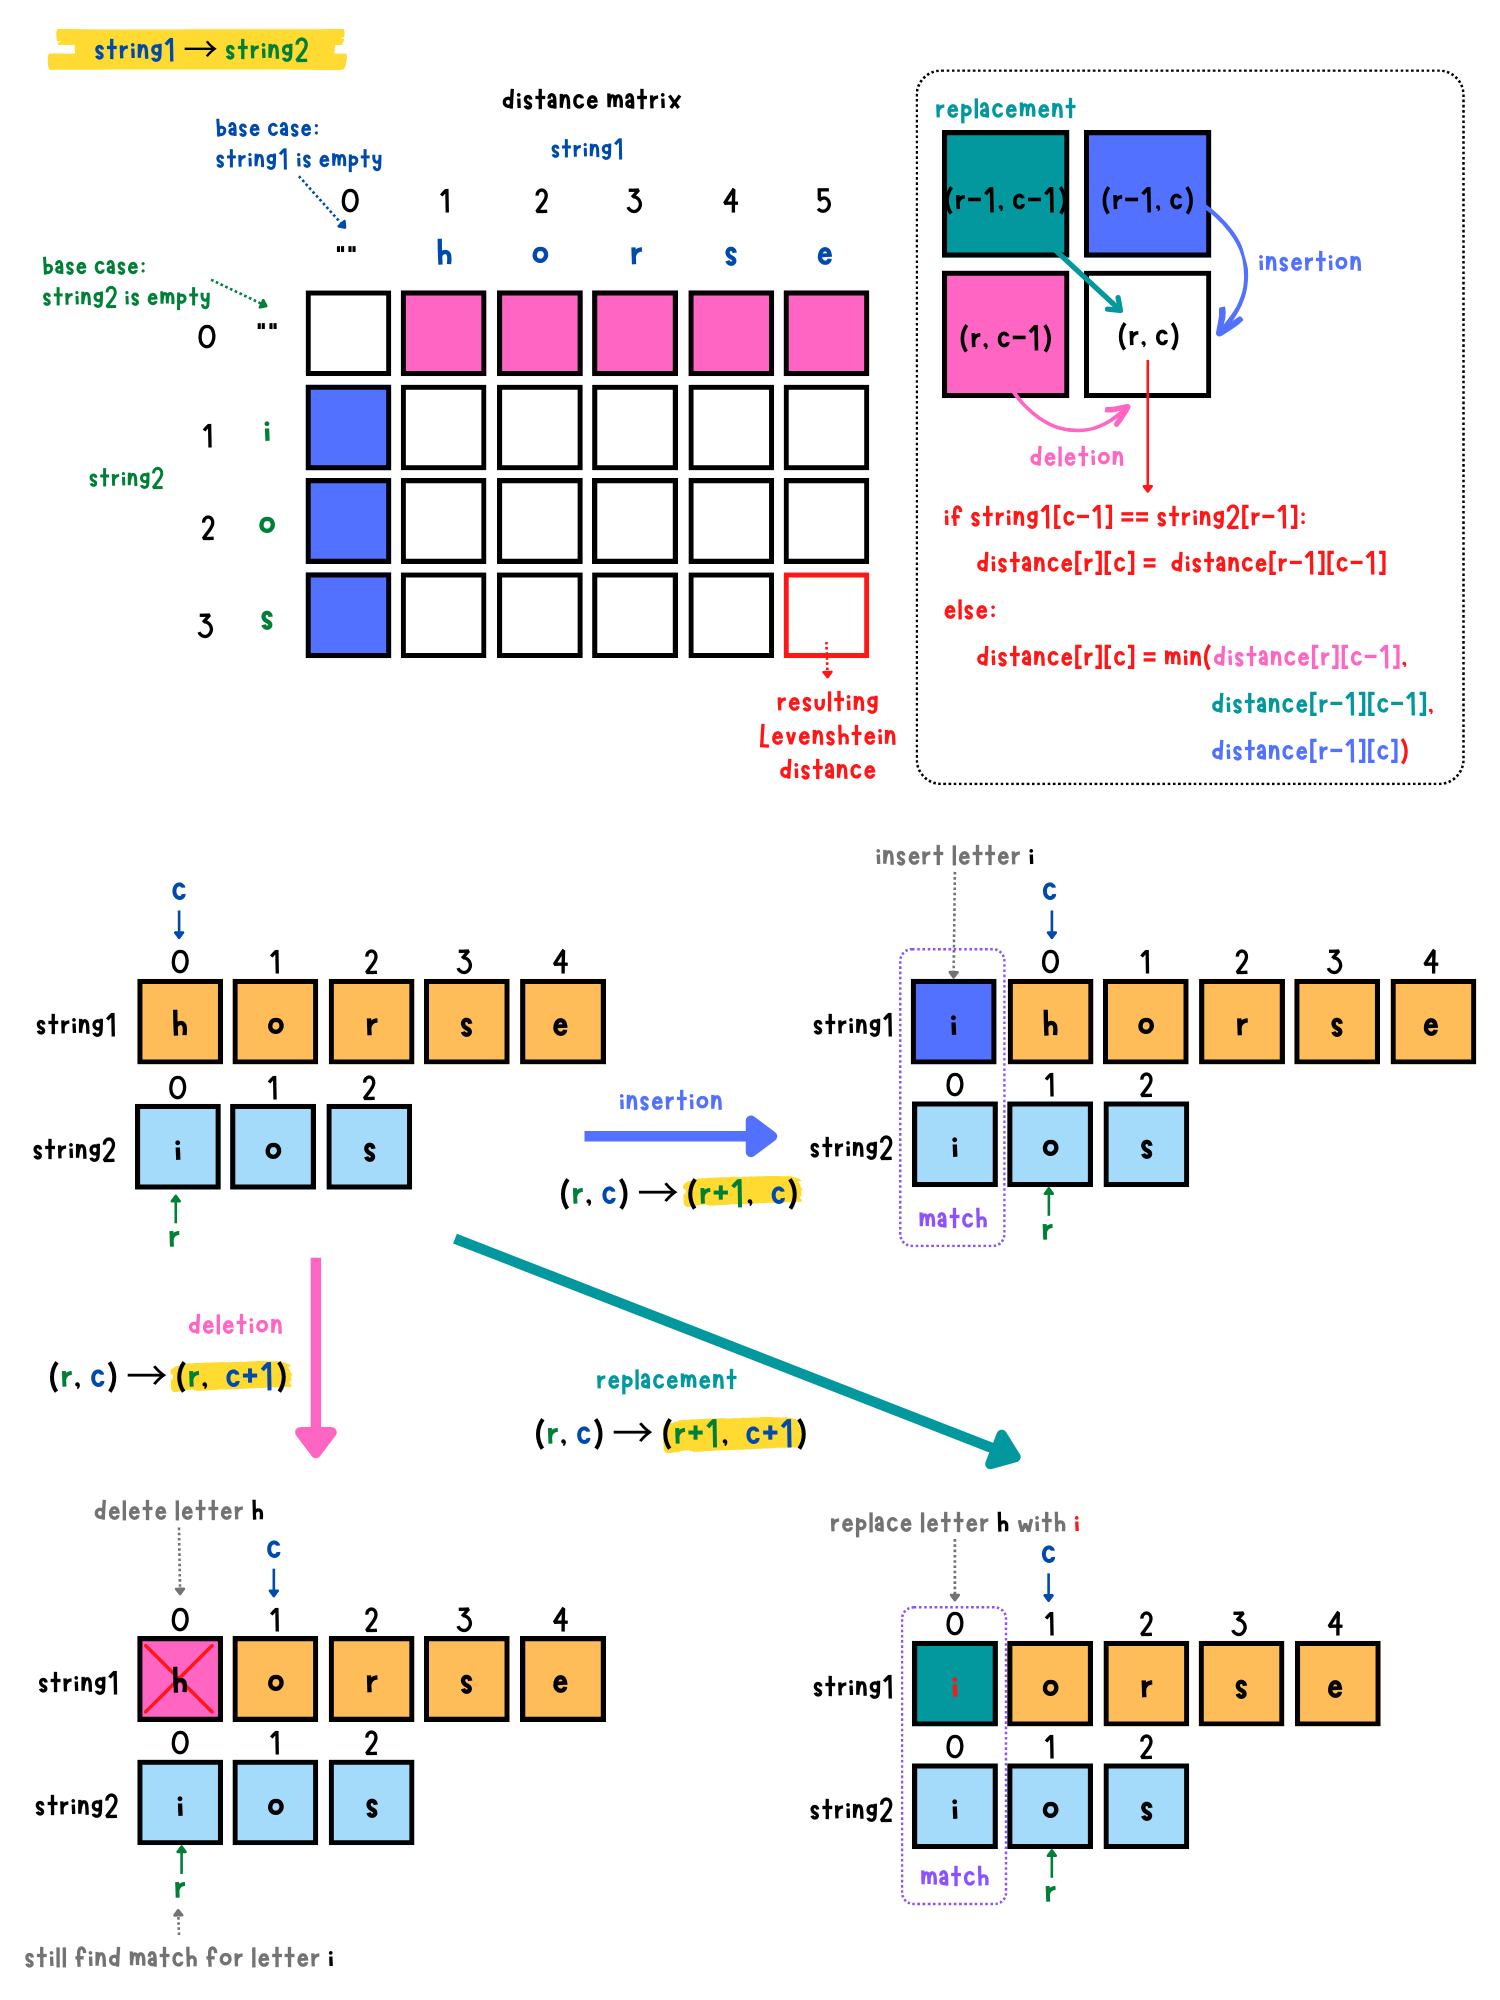 string1 → string2
distance matrix
base case:
string1 is empty
string1
0 1 2 3 4 5
"" h o r s e
base case:
string2 is empty
0 ""
1 i
string2
2 o
3 s
resulting
Levenshtein
distance
replacement
(r-1, c-1) (r-1, c)
insertion
(r, c-1) (r, c)
deletion
if string1[c-1] == string2[r-1]:
distance[r][c] = distance[r-1][c-1]
else:
distance[r][c] = min(distance[r][c-1],
distance[r-1][c-1],
distance[r-1][c])
c
0 1 2 3 4
string1 h o r s e
0 1 2
string2 i o s
r
insertion
(r, c) → (r+1, c)
insert letter i
c
0 1 2 3 4
string1 i h o r s e
0 1 2
string2 i o s
match
r
deletion
(r, c) → (r, c+1)
replacement
(r, c) → (r+1, c+1)
delete letter h
c
0 1 2 3 4
string1 h o r s e
0 1 2
string2 i o s
r
still find match for letter i
replace letter h with i
c
0 1 2 3 4
string1 i o r s e
0 1 2
string2 i o s
match
r